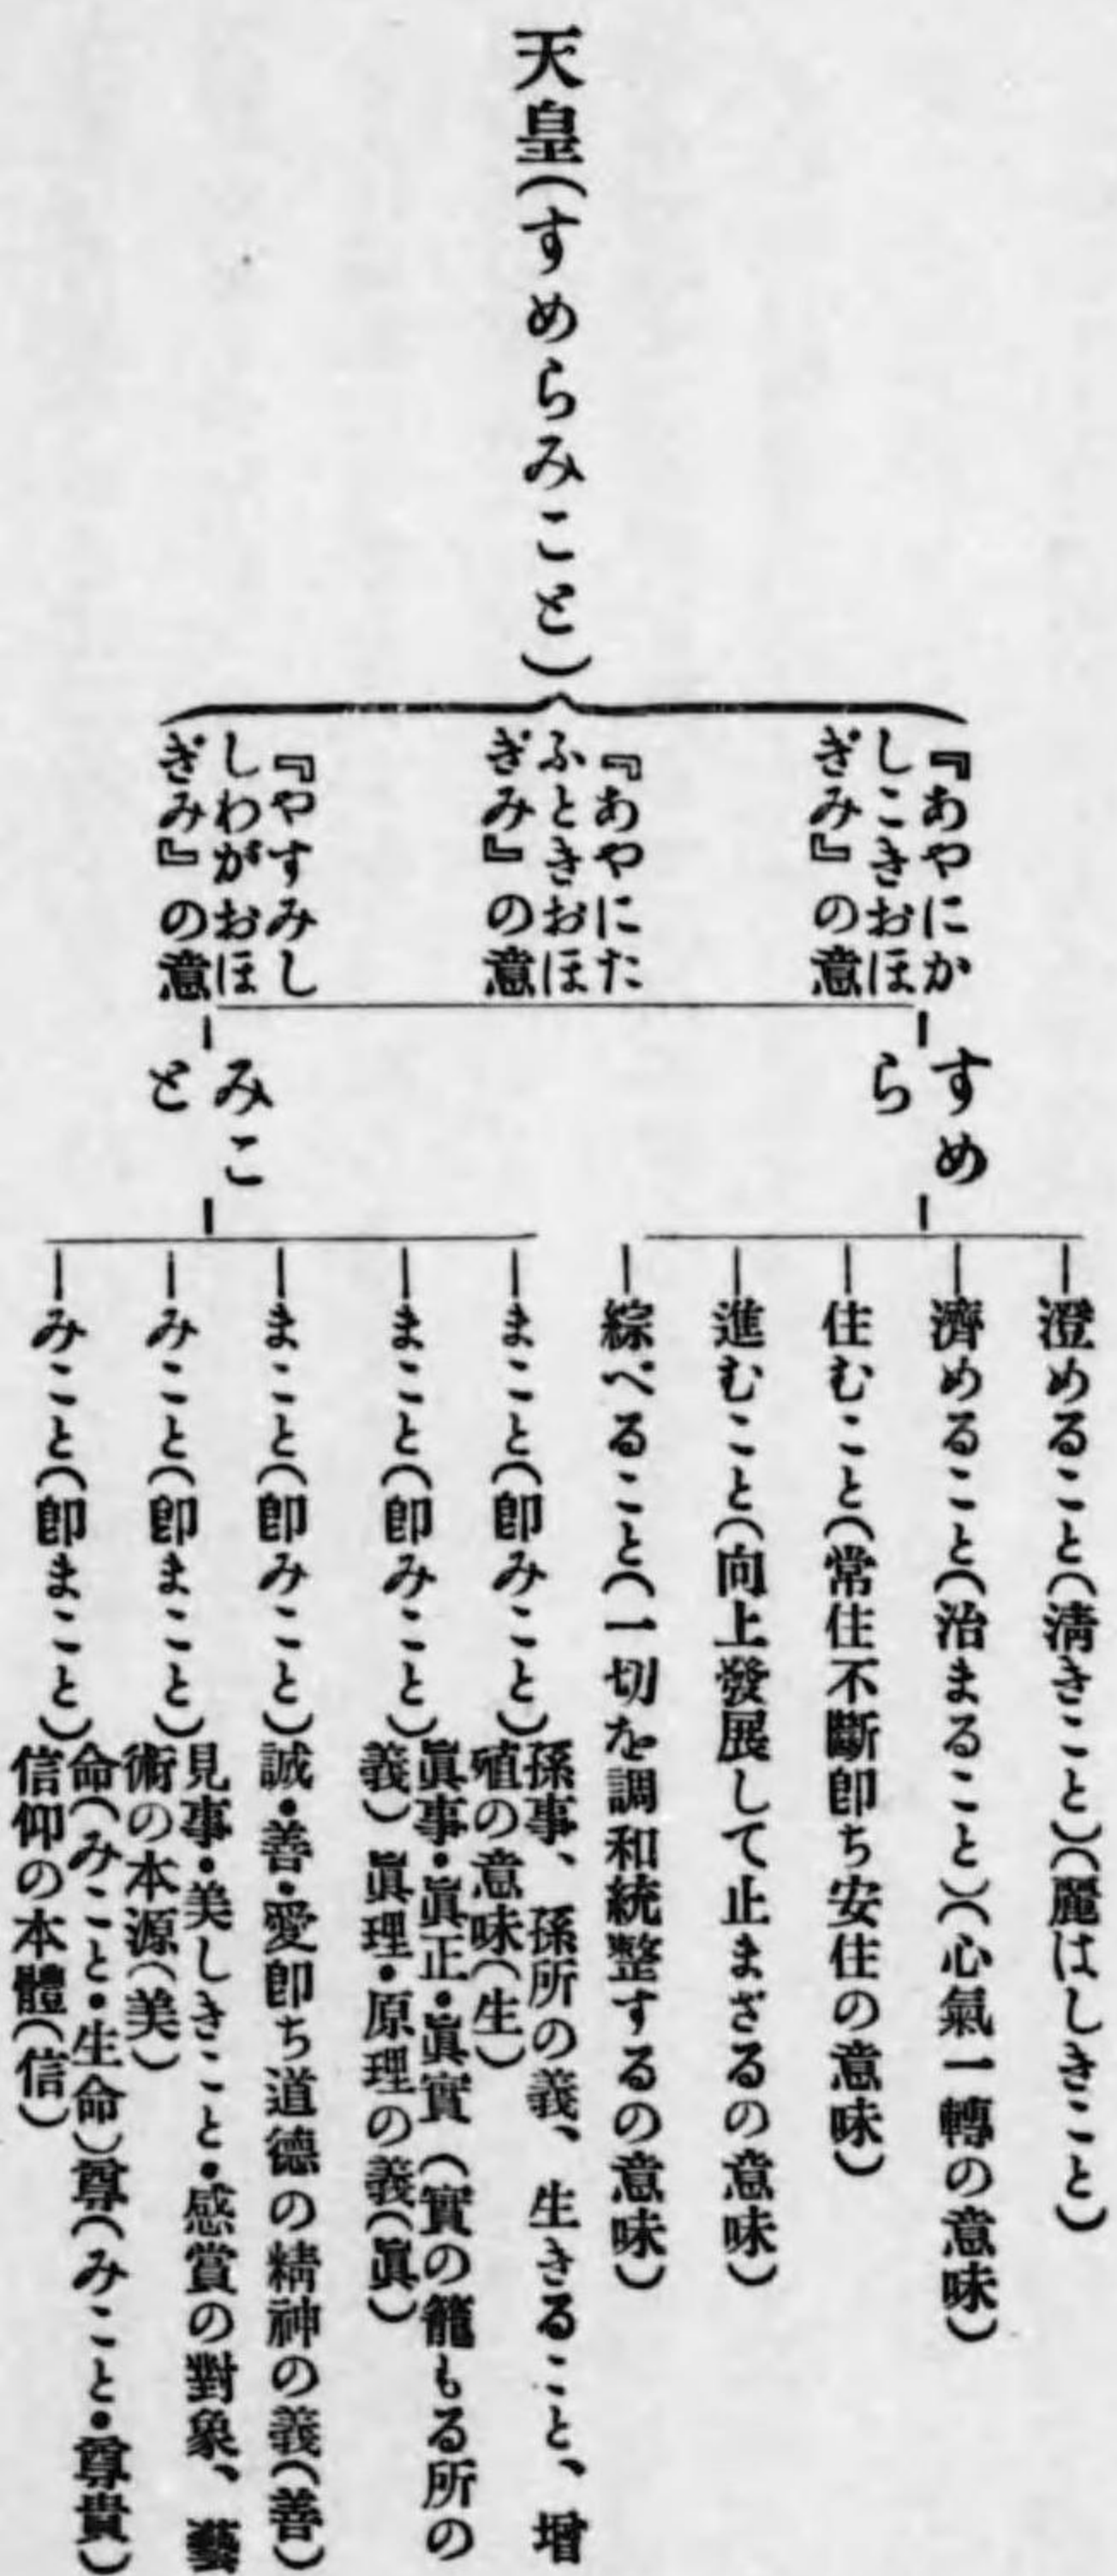 天皇(すめらみこと)
『あやにか
しこきおほ
ぎみ』の意
『あやにた
ふときおほ
ぎみ』の意
『やすみし
しわがおほ
ぎみ』の意
すめ
ら
みこ
と
澄めること(淸きこと)(麗はしきこと)
濟めること(治まること)(心氣一轉の意味)
住むこと(常住不斷卽ち安住の意味)
進むこと(向上發展して止まざるの意味)
綜べること(一切を調和統整するの意味)
まこと(卽みこと)
孫事、孫所の義、生きること、增
殖の意味(生)
まこと(卽みこと)
眞事・眞正・眞實(實の籠もる所の
義)眞理・原理の義(眞)
まこと(卽みこと)
誠・善・愛卽ち道德の精神の義(善)
みこと(卽まこと)
見事・美しきこと・感賞の對象、藝
術の本源(美)
みこと(卽まこと)
命(みこと・生命)尊(みこと・尊貴)
信仰の本體(信)